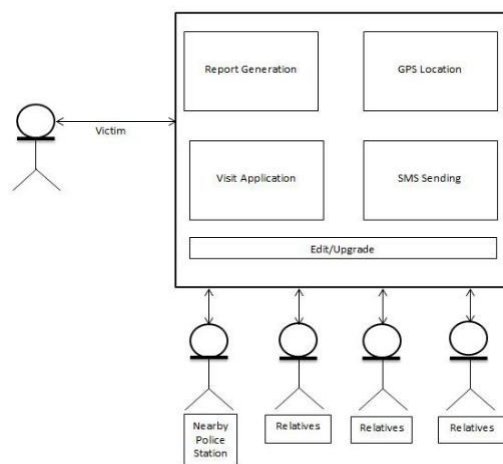 Report Generation
GPS Location
Victim
Visit Application
SMS Sending
Edit/Upgrade
Nearby
Police
Station
Relatives
Relatives
Relatives